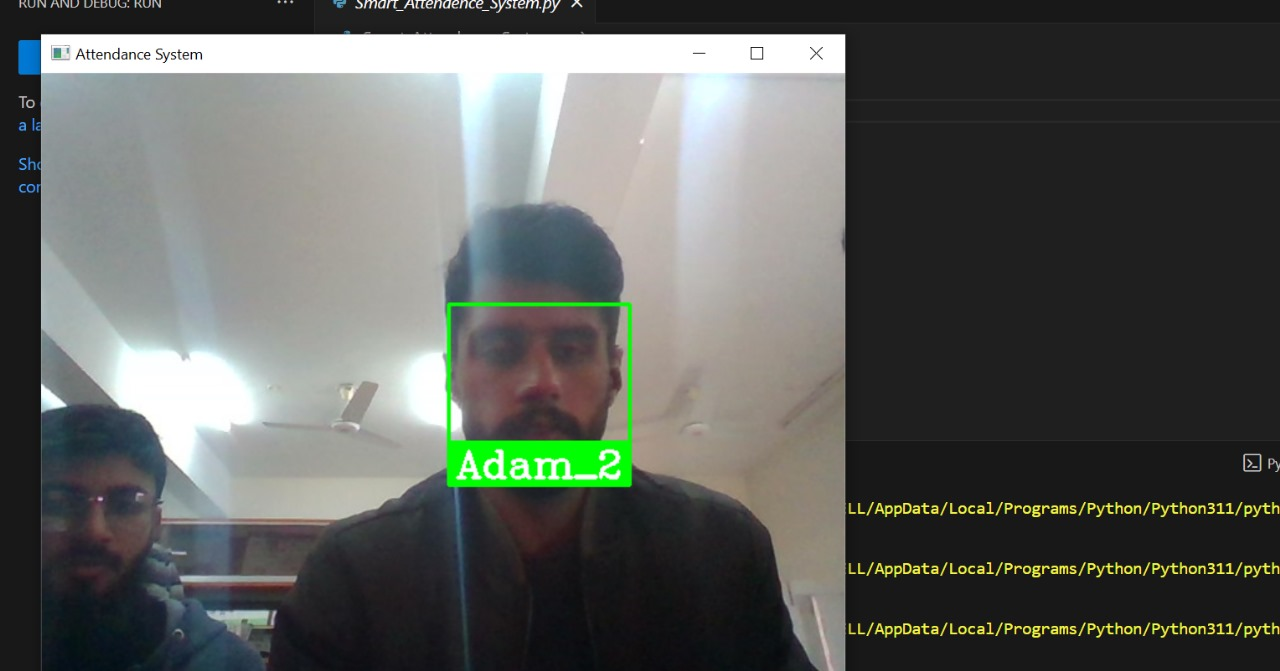 RUN AND DEBUG: RUN ...
Smart_Attendence_System.py
Attendance System
To
a la
Sho
con
Adam_2
Py
LL/AppData/Local/Programs/Python/Python311/pyth
LL/AppData/Local/Programs/Python/Python311/pyth
LL/AppData/Local/Programs/Python/Python311/pyth